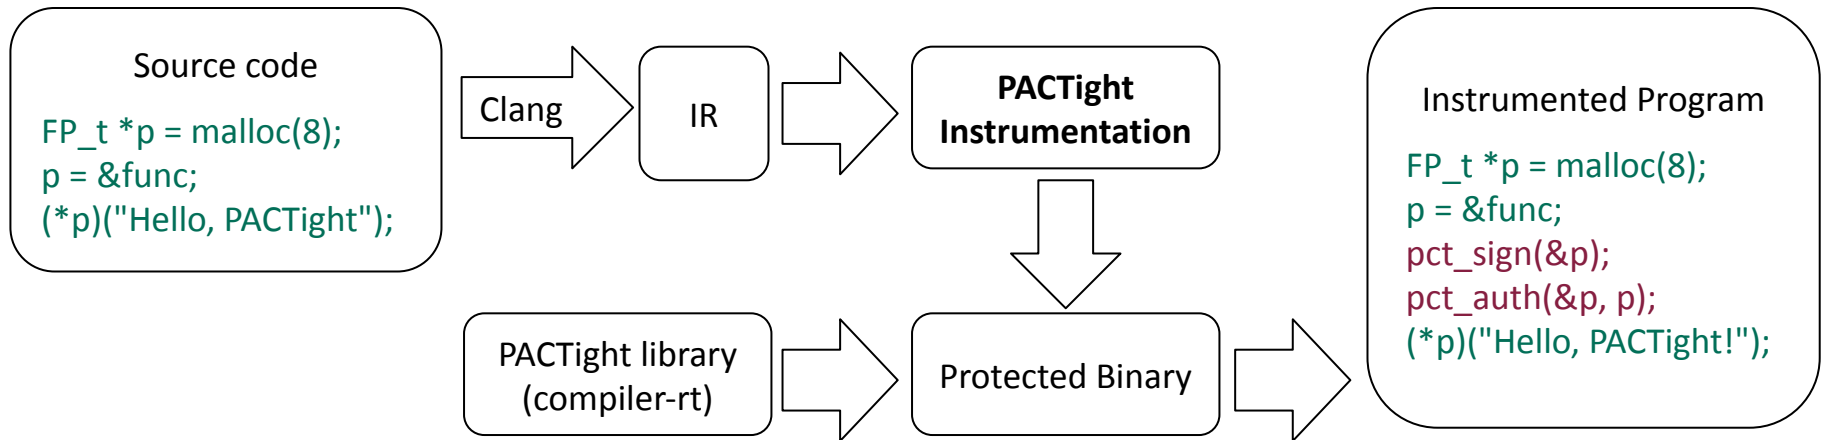 Source code
FP_t *p = malloc(8);
p = &func;
(*p)("Hello, PACTight");
Clang
IR
PACTight
Instrumentation
PACTight library
(compiler-rt)
Protected Binary
Instrumented Program
FP_t *p = malloc(8);
p = &func;
pct_sign(&p);
pct_auth(&p, p);
(*p)("Hello, PACTight!");